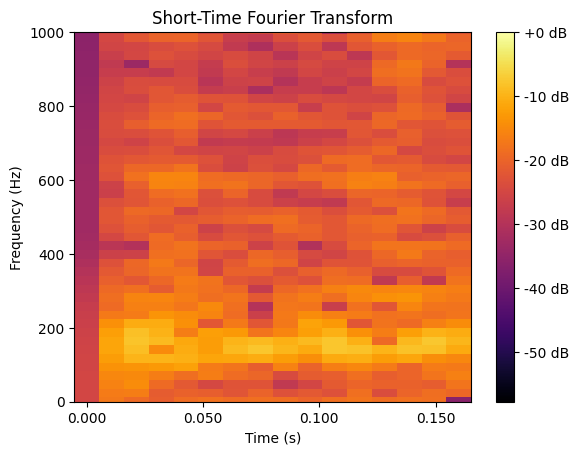 Short-Time Fourier Transform
Frequency (Hz)
1000
800
600
400
200
0
0.000
0.050
0.100
0.150
Time (s)
+0 dB
-10 dB
-20 dB
-30 dB
-40 dB
-50 dB